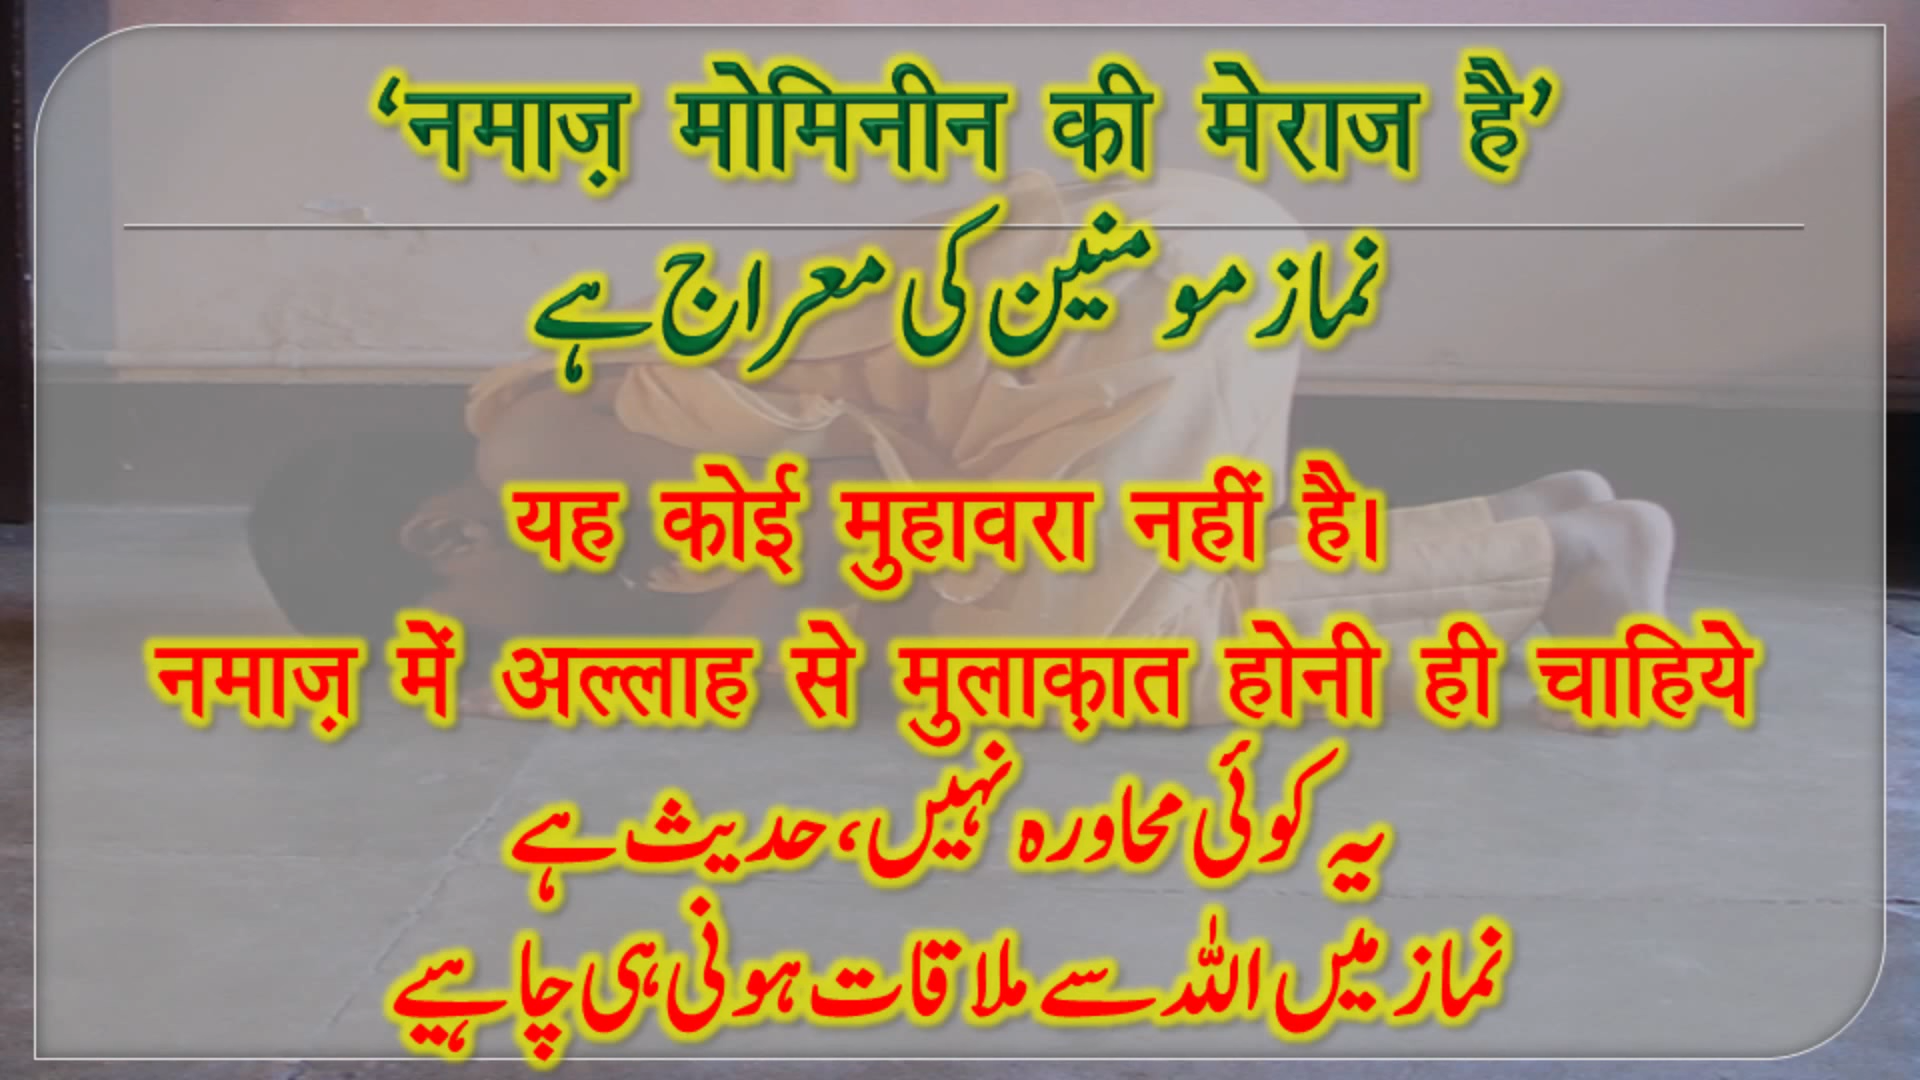 ‘नमाज़ मोमिनीन की मेराज है’
نماز مومنین کی معراج ہے
यह कोई मुहावरा नहीं है।
नमाज़ में अल्लाह से मुलाक़ात होनी ही चाहिये
یہ کوئی محاورہ نہیں، حدیث ہے
نماز میں اللہ سے ملاقات ہونی ہی چاہیے